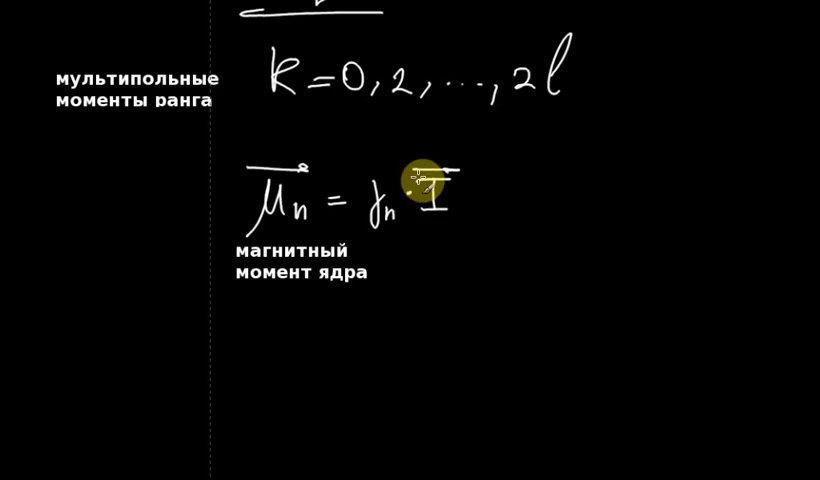 мультипольные
моменты ранга
k = 0, 2, ..., 2l
μₙ = γₙ · I
магнитный
момент ядра